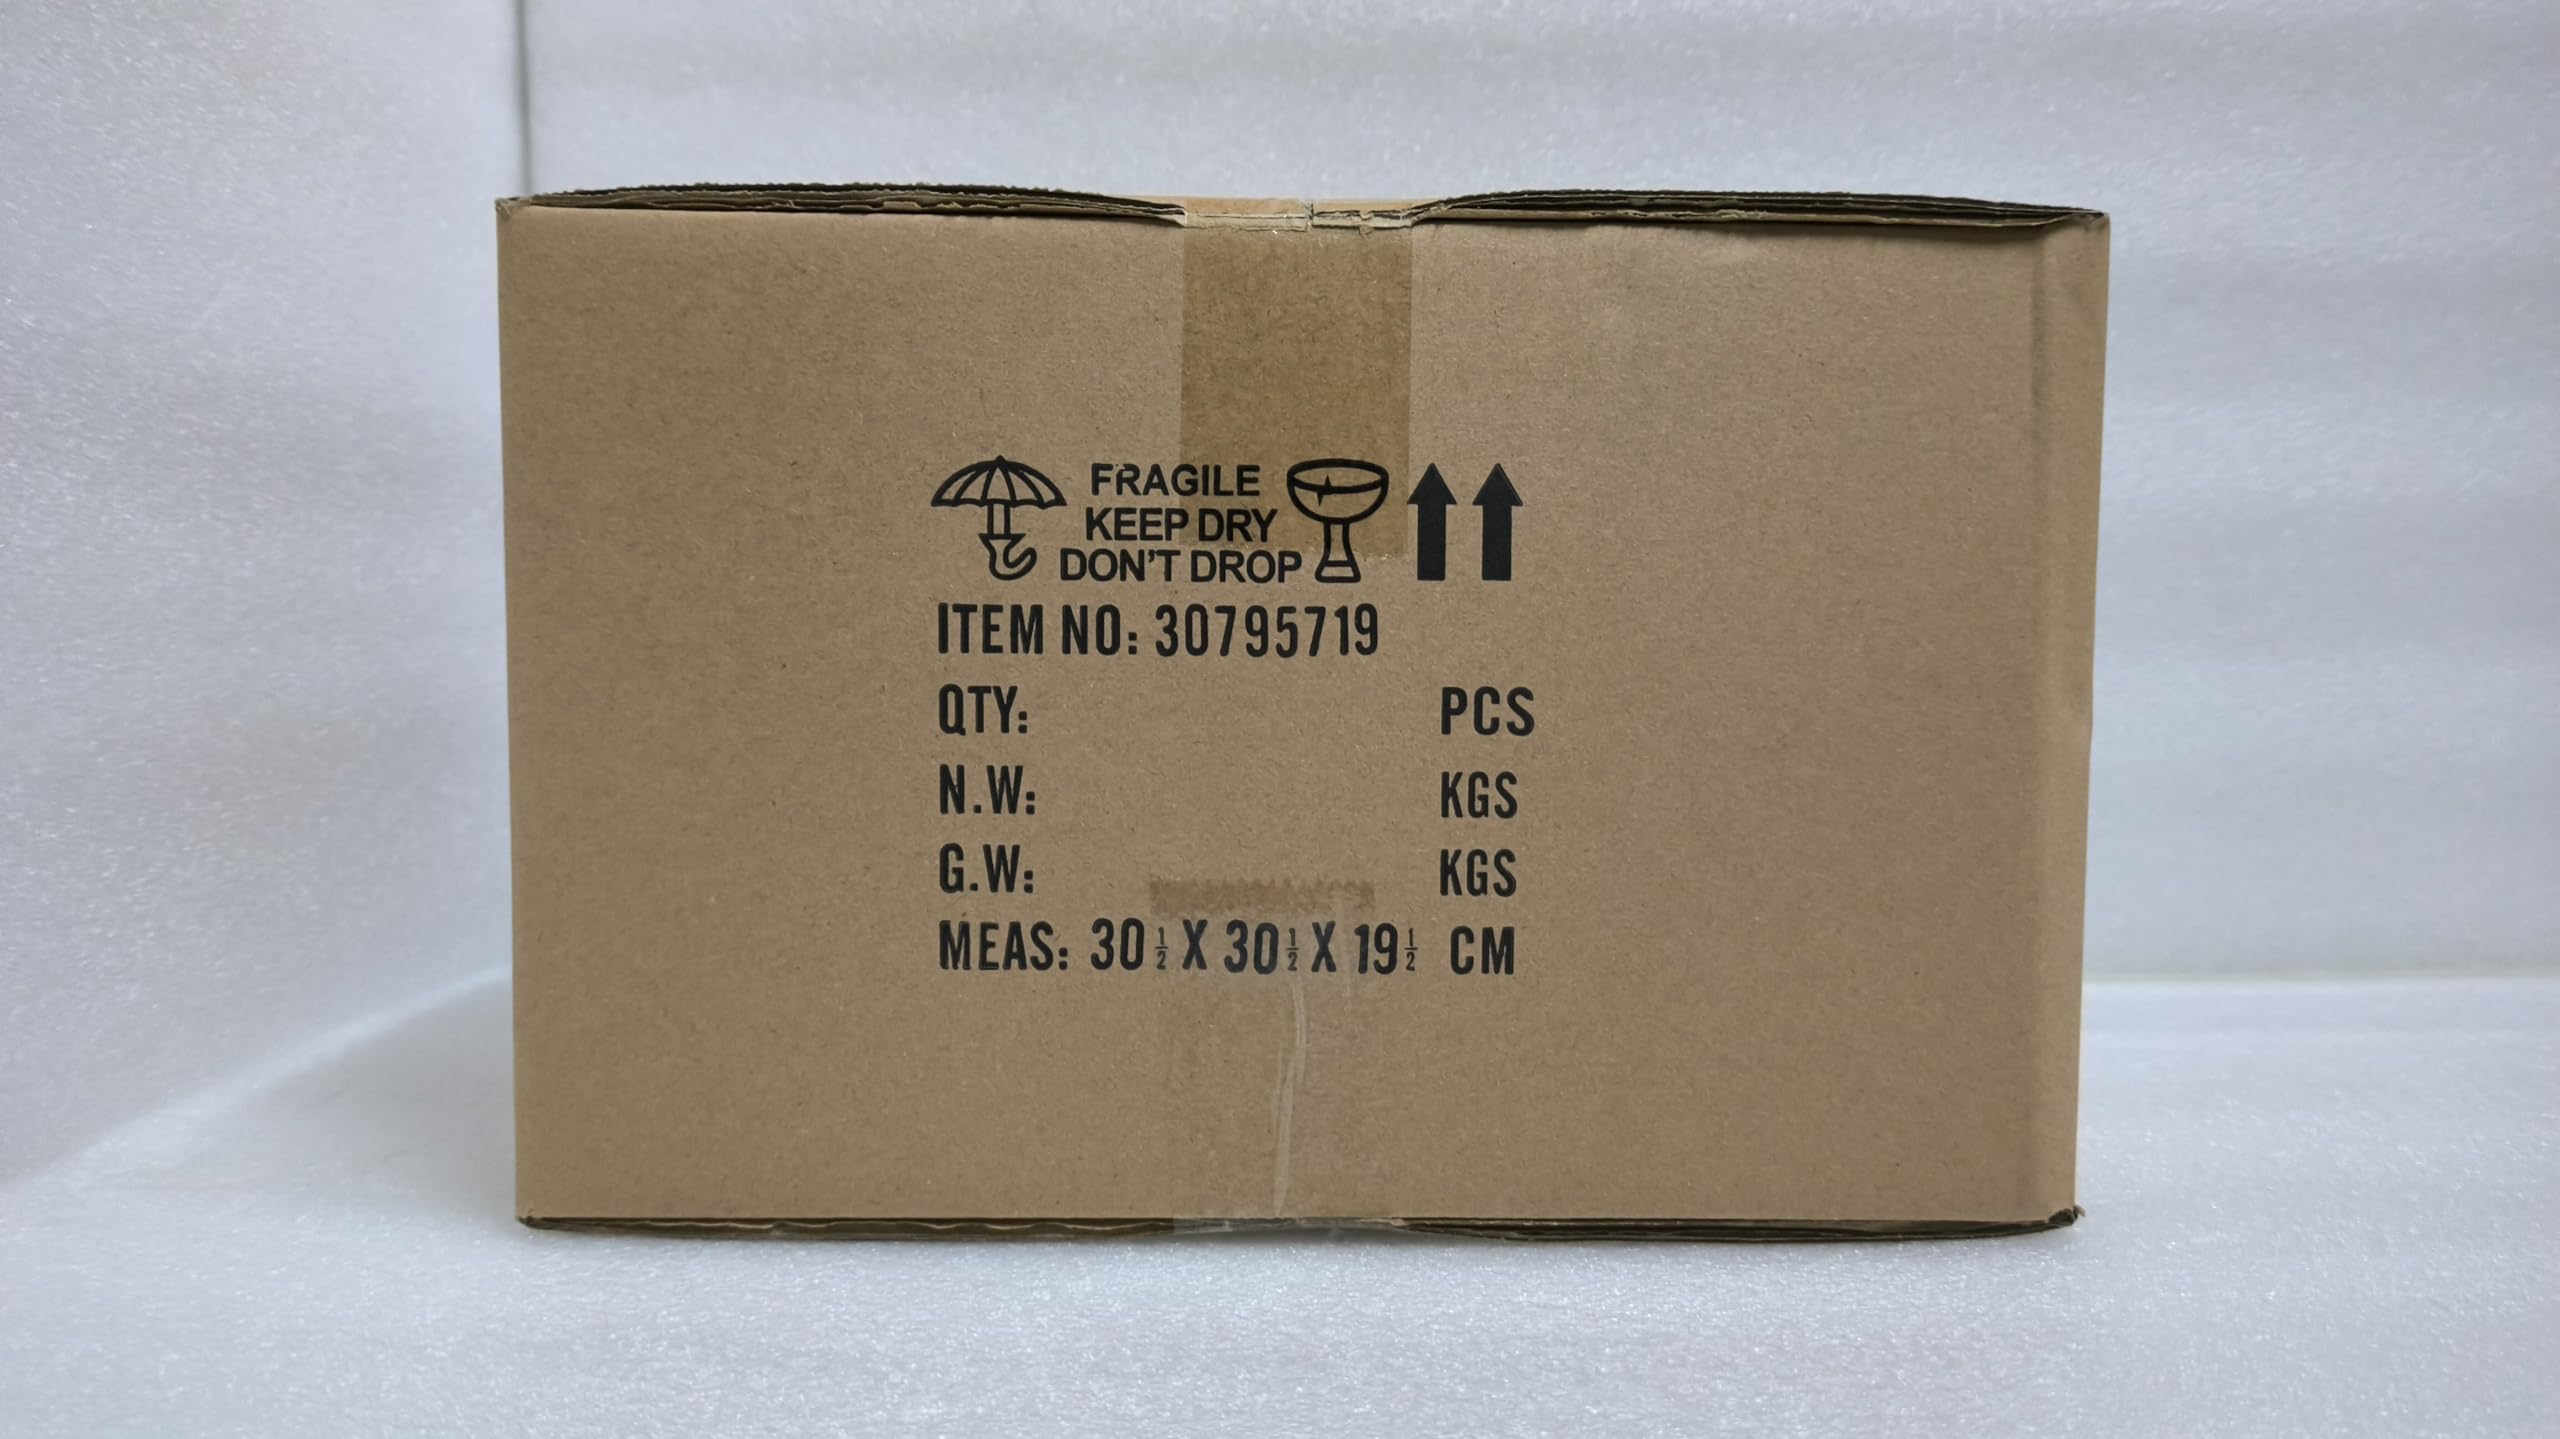 FRAGILE
KEEP DRY
DON'T DROP
ITEM NO: 30795719
QTY: PCS
N.W: KGS
G.W: KGS
MEAS: 30½ X 30½ X 19½ CM